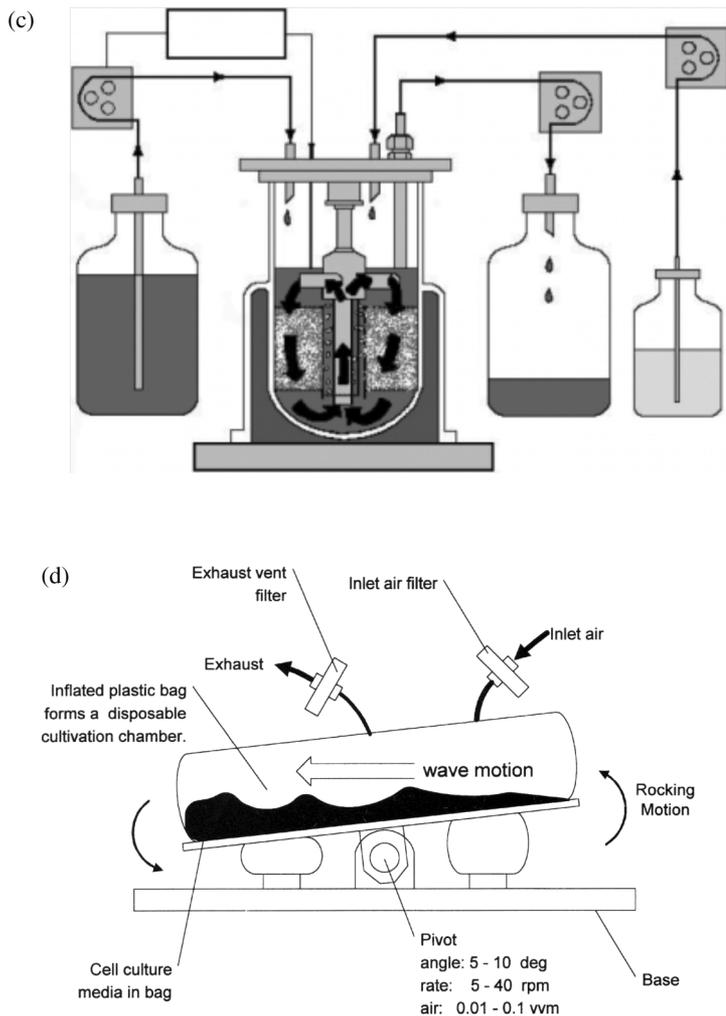 (c)
(d)
Exhaust vent
filter
Inlet air filter
Exhaust
Inlet air
Inflated plastic bag
forms a disposable
cultivation chamber.
wave motion
Rocking
Motion
Cell culture
media in bag
Pivot
angle: 5 - 10 deg
rate: 5 - 40 rpm
air: 0.01 - 0.1 vvm
Base